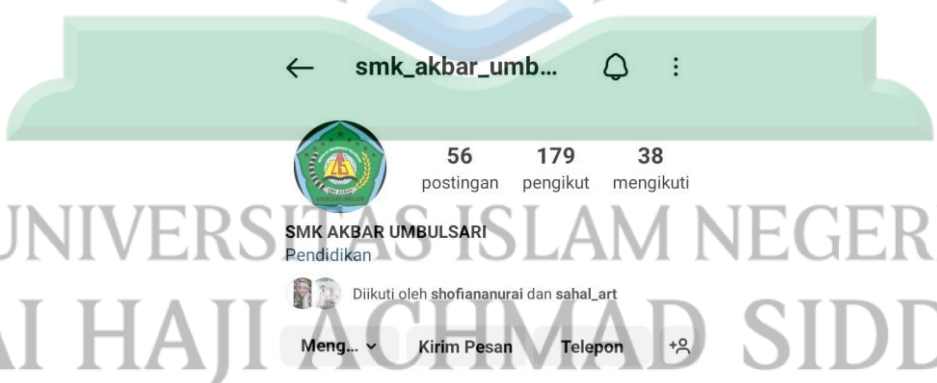 smk_akbar_umb...
56 179 38
postingan pengikut mengikuti
UNIVERSITAS ISLAM NEGER
SMK AKBAR UMBULSARI
Pendidikan
Diikuti oleh shofiananurai dan sahal_art
AI HAJI ACHMAD SIDD
Meng... Kirim Pesan Telepon